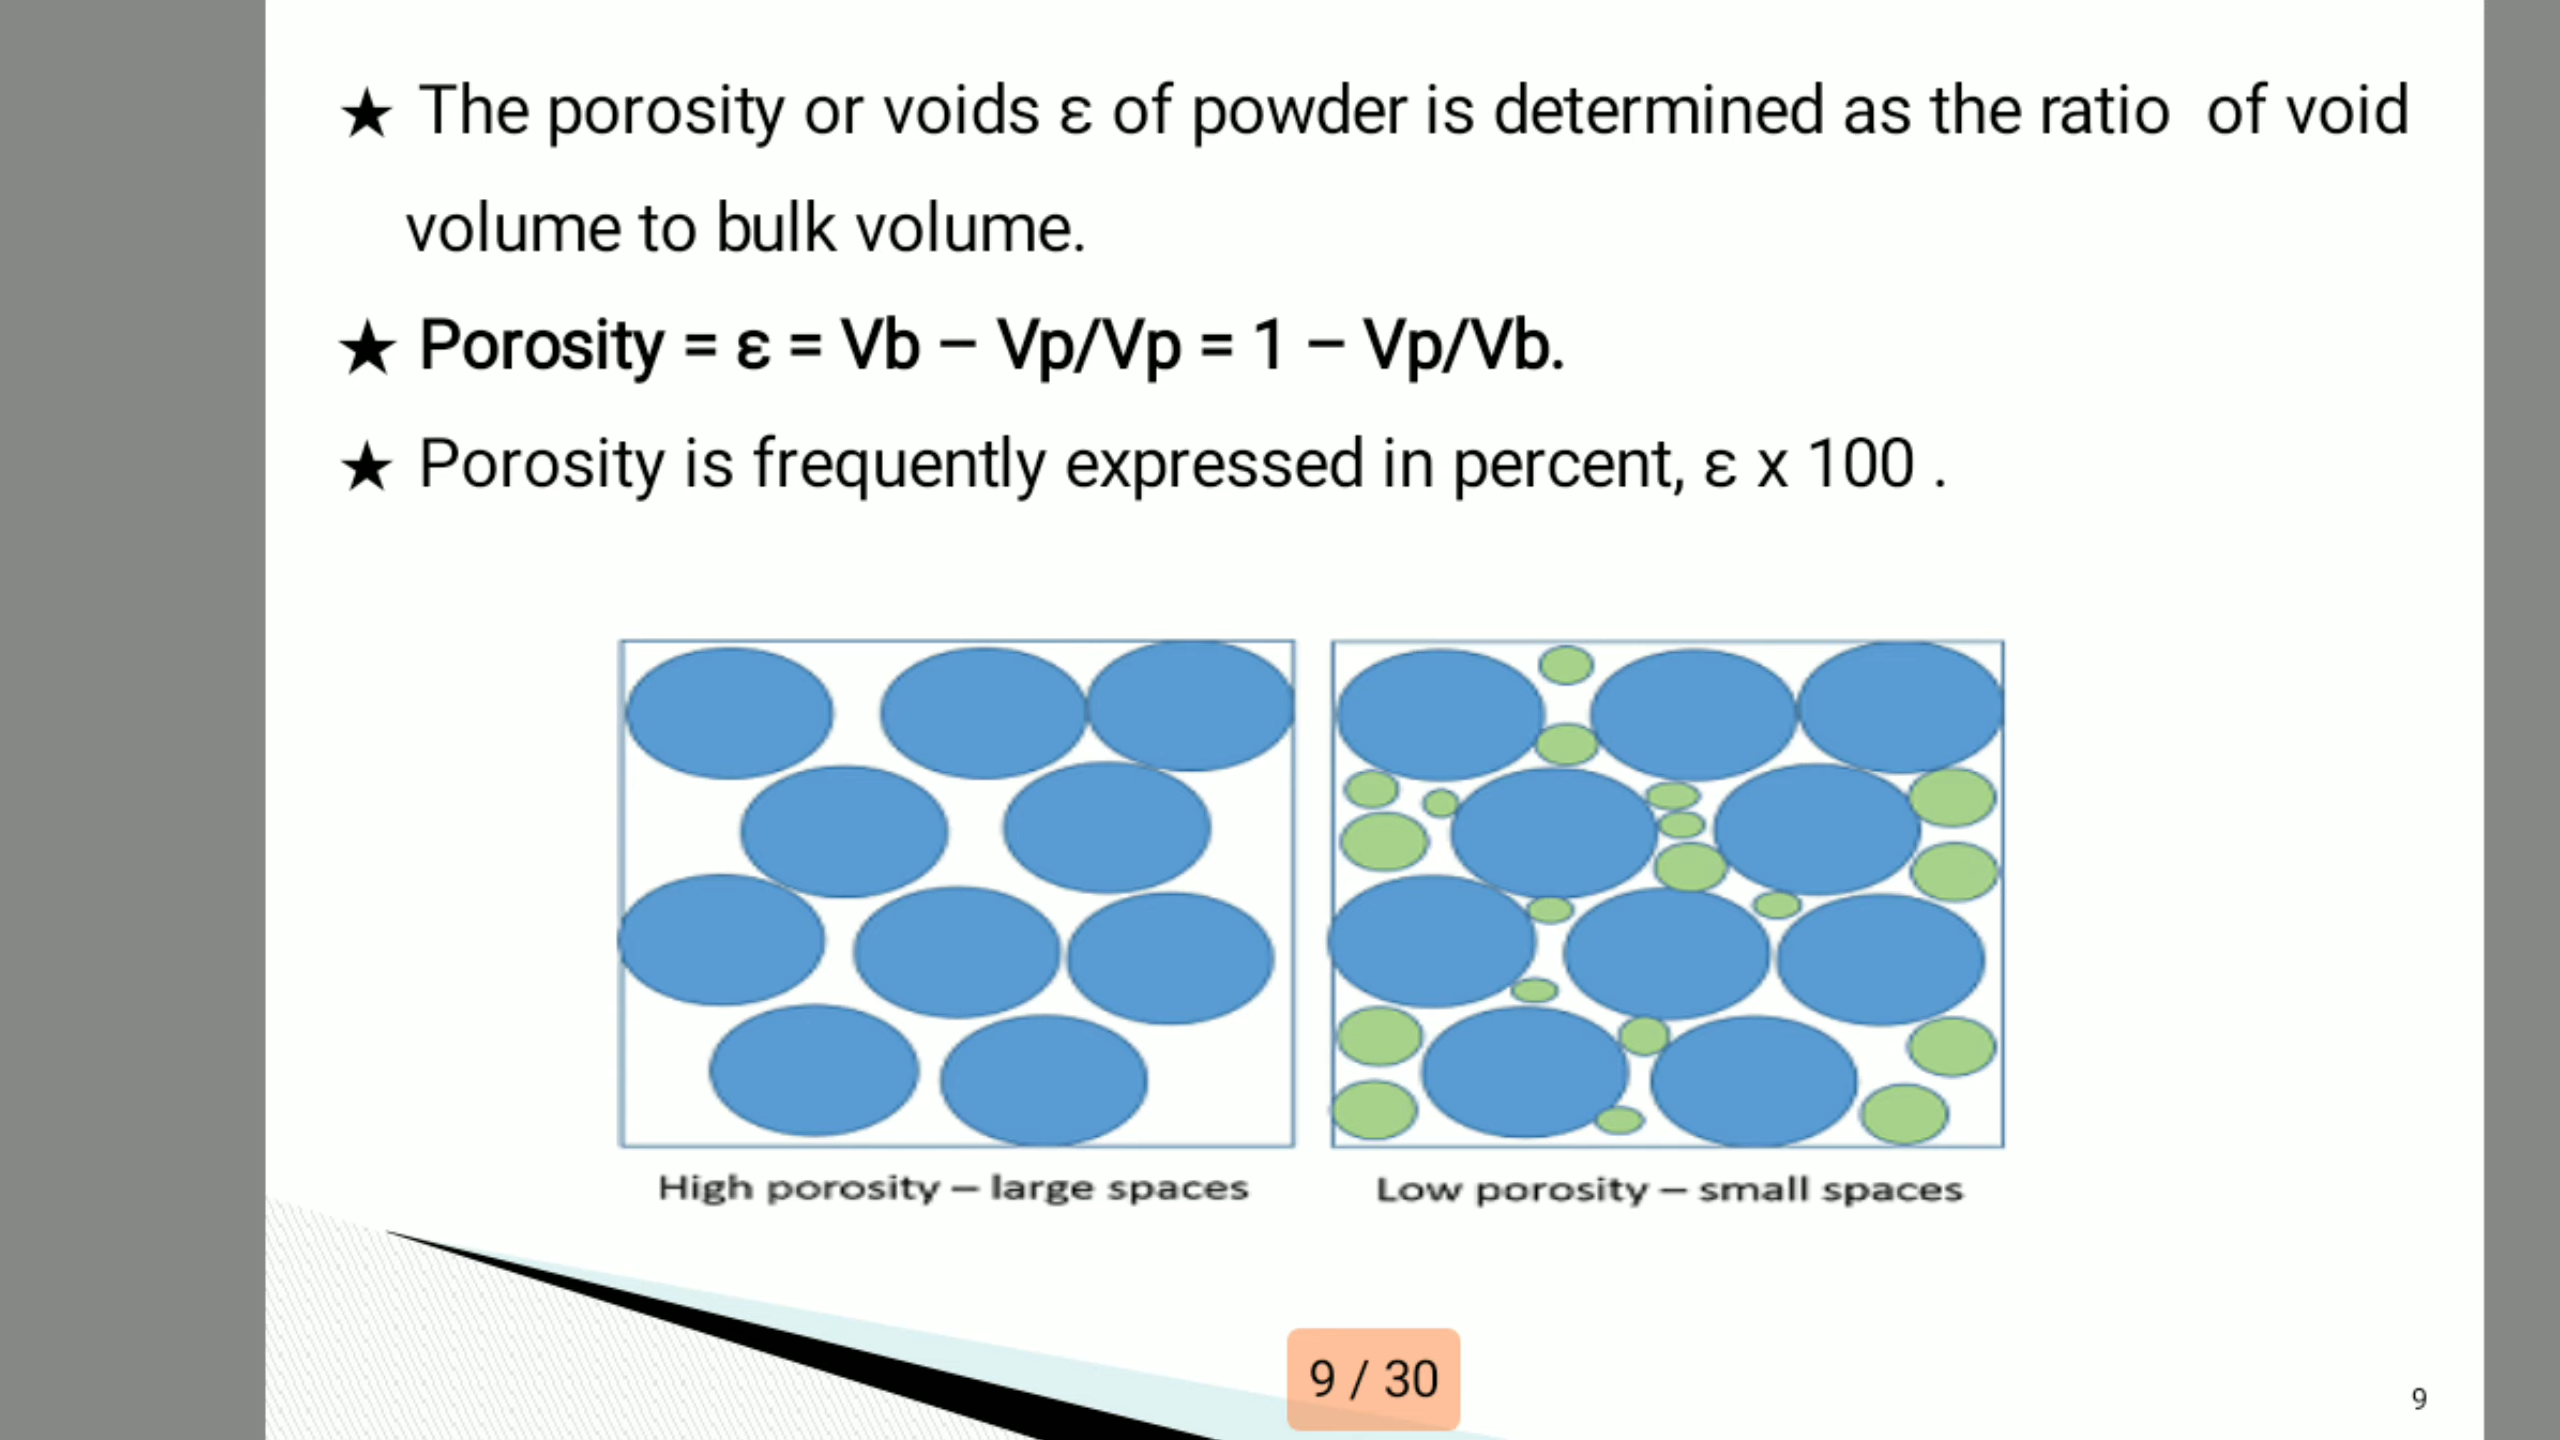 ★ The porosity or voids ε of powder is determined as the ratio of void
volume to bulk volume.
★ Porosity = ε = Vb – Vp/Vp = 1 – Vp/Vb.
★ Porosity is frequently expressed in percent, ε x 100 .
High porosity – large spaces
Low porosity – small spaces
9 / 30
9